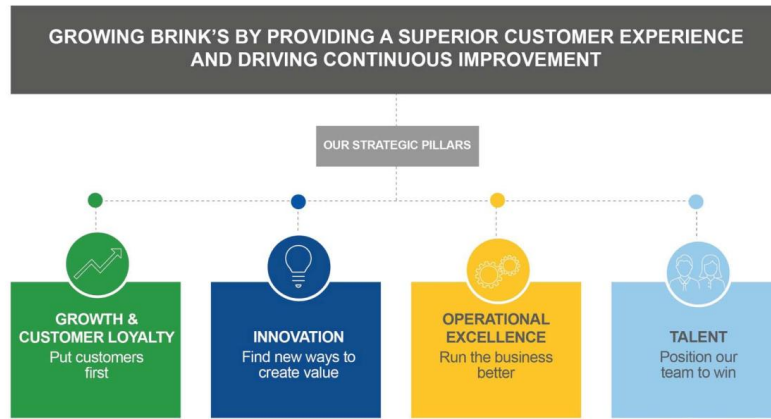 GROWING BRINK'S BY PROVIDING A SUPERIOR CUSTOMER EXPERIENCE
AND DRIVING CONTINUOUS IMPROVEMENT
OUR STRATEGIC PILLARS
GROWTH &
CUSTOMER LOYALTY
Put customers
first
INNOVATION
Find new ways to
create value
OPERATIONAL
EXCELLENCE
Run the business
better
TALENT
Position our
team to win